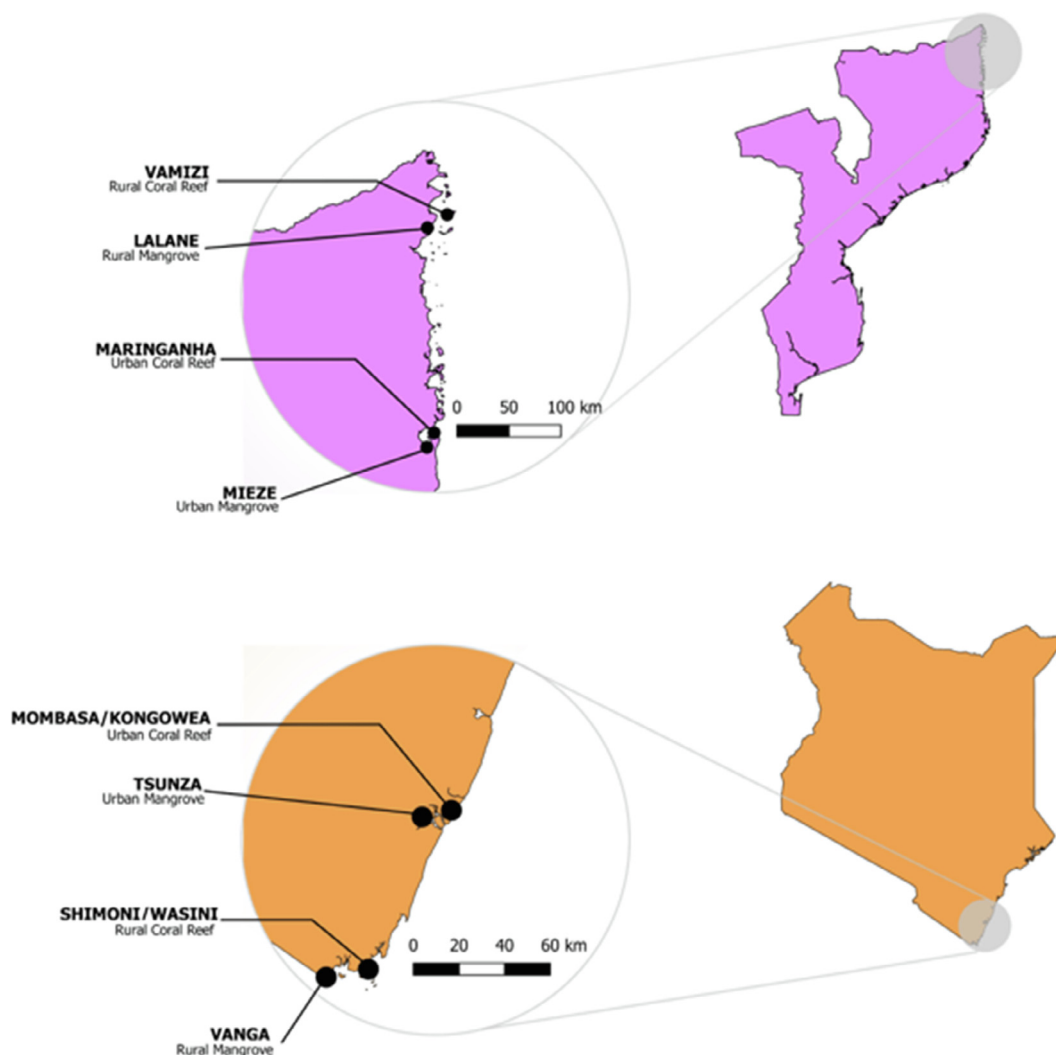 VAMIZI
Rural Coral Reef
LALANE
Rural Mangrove
MARINGANHA
Urban Coral Reef
0 50 100 km
MIEZE
Urban Mangrove
MOMBASA/KONGOWEA
Urban Coral Reef
TSUNZA
Urban Mangrove
SHIMONI/WASINI
Rural Coral Reef
0 20 40 60 km
VANGA
Rural Mangrove